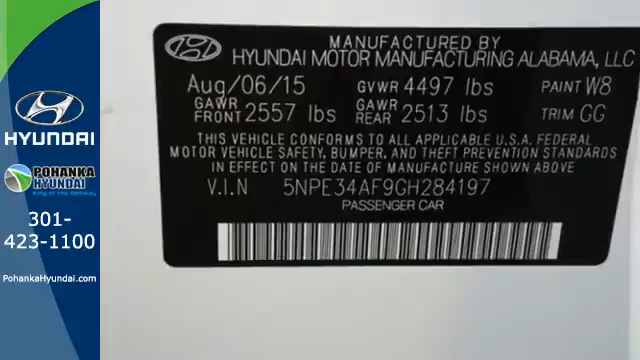 HYUNDAI
POHANKA
HYUNDAI
301-
423-1100
PohankaHyundai.com
MANUFACTURED BY
HYUNDAI MOTOR MANUFACTURING ALABAMA, LLC
Aug/06/15 GVWR 4497 lbs PAINT W8
GAWR FRONT 2557 lbs GAWR REAR 2513 lbs TRIM GG
THIS VEHICLE CONFORMS TO ALL APPLICABLE U.S.A. FEDERAL
MOTOR VEHICLE SAFETY, BUMPER, AND THEFT PREVENTION STANDARDS
IN EFFECT ON THE DATE OF MANUFACTURE SHOWN ABOVE
V.I.N 5NPE34AF9GH284197
PASSENGER CAR